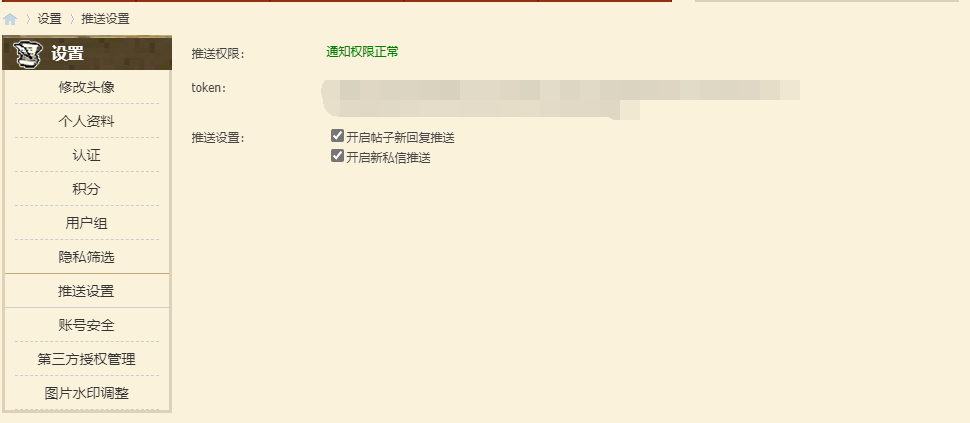 设置 推送设置
设置
修改头像
个人资料
认证
积分
用户组
隐私筛选
推送设置
账号安全
第三方授权管理
图片水印调整
推送权限: 通知权限正常
token:
推送设置: 开启帖子新回复推送
开启新私信推送